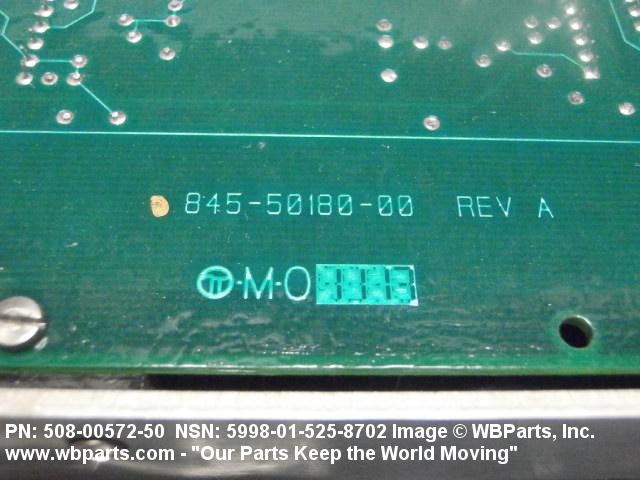 845-50180-00 REV A
M-0
PN: 508-00572-50 NSN: 5998-01-525-8702 Image © WBParts, Inc.
www.wbparts.com - "Our Parts Keep the World Moving"